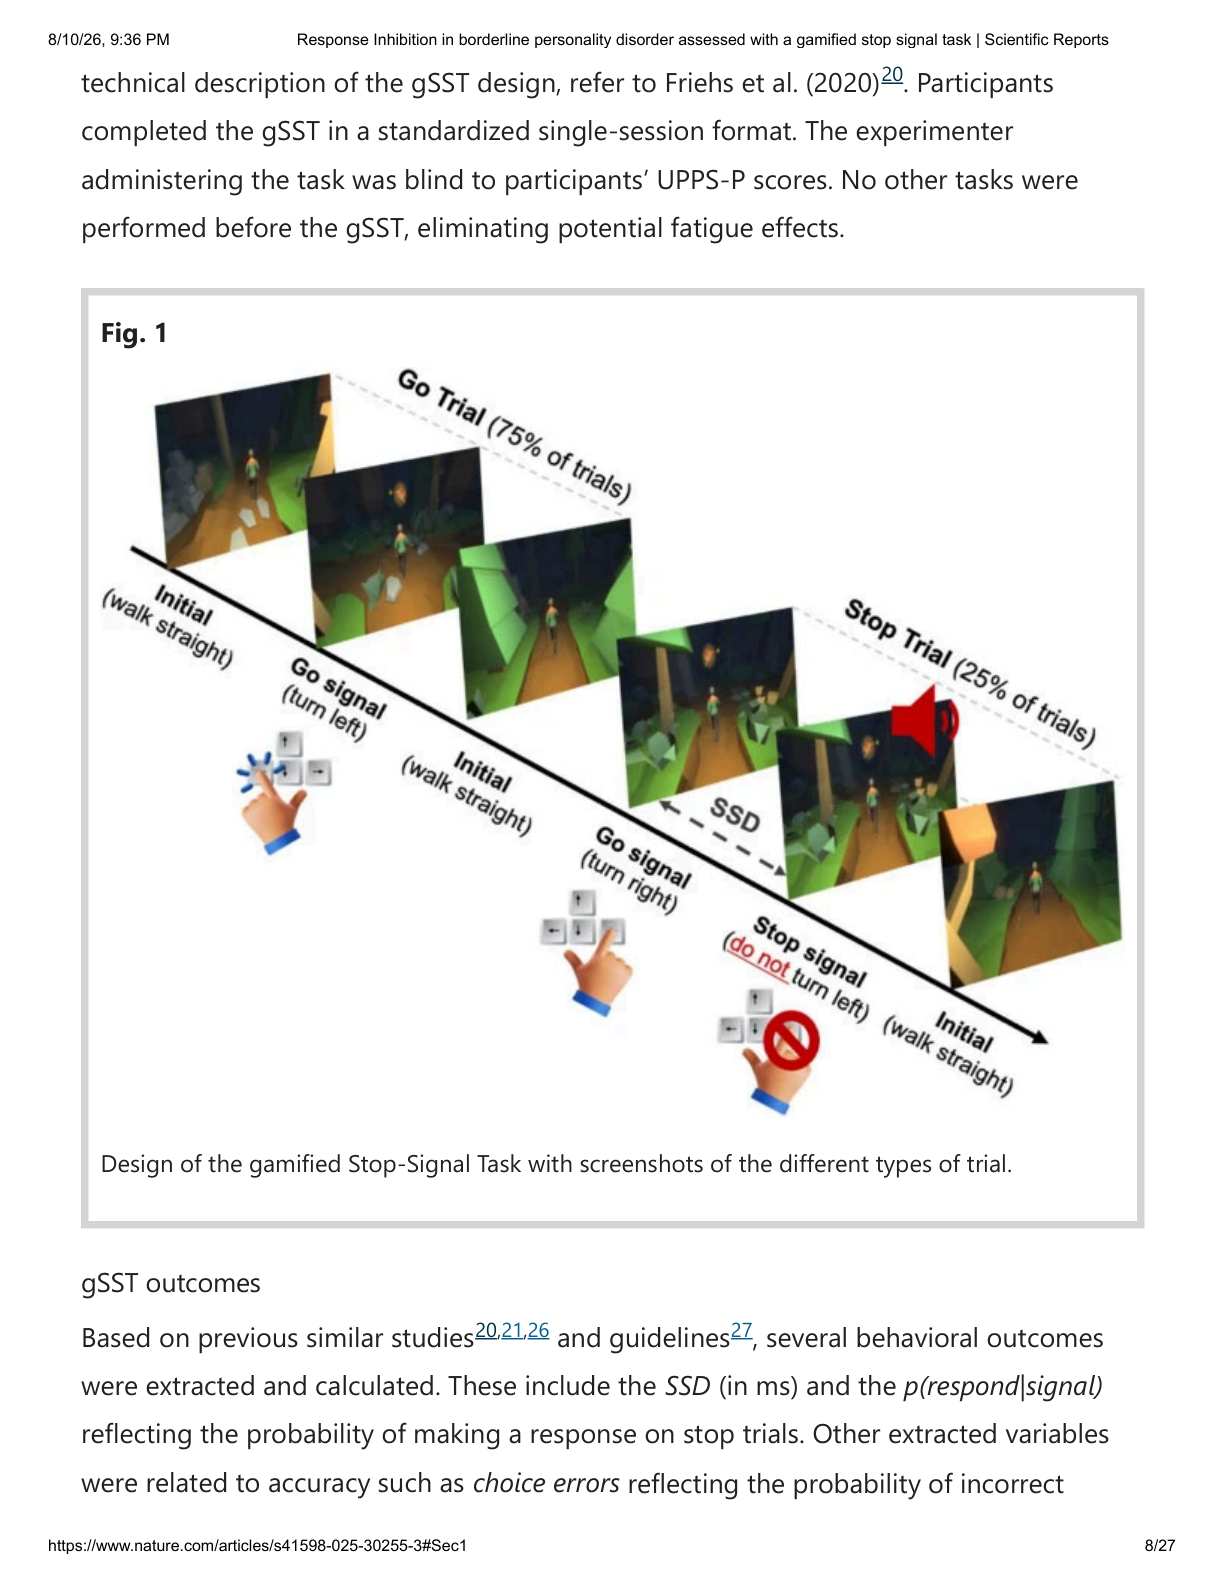 8/10/26, 9:36 PM Response Inhibition in borderline personality disorder assessed with a gamified stop signal task | Scientific Reports
technical description of the gSST design, refer to Friehs et al. (2020)20. Participants
completed the gSST in a standardized single-session format. The experimenter
administering the task was blind to participants’ UPPS-P scores. No other tasks were
performed before the gSST, eliminating potential fatigue effects.
Fig. 1
Go Trial (75% of trials)
Stop Trial (25% of trials)
Initial
(walk straight)
Go signal
(turn left)
Initial
(walk straight)
SSD
Go signal
(turn right)
Stop signal
(do not turn left)
Initial
(walk straight)
Design of the gamified Stop-Signal Task with screenshots of the different types of trial.
gSST outcomes
Based on previous similar studies20,21,26 and guidelines27, several behavioral outcomes
were extracted and calculated. These include the SSD (in ms) and the p(respond|signal)
reflecting the probability of making a response on stop trials. Other extracted variables
were related to accuracy such as choice errors reflecting the probability of incorrect
https://www.nature.com/articles/s41598-025-30255-3#Sec1 8/27